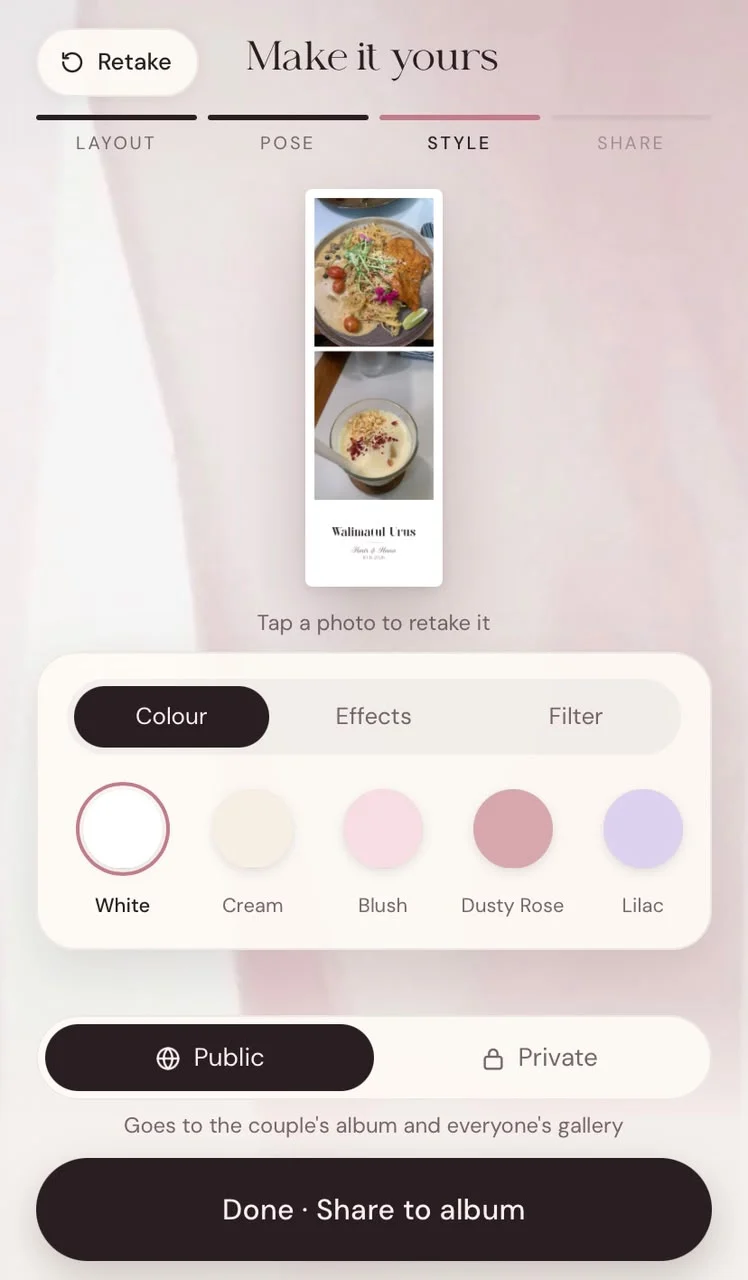 Retake
Make it yours
LAYOUT
POSE
STYLE
SHARE
Walimatul Urus
Tap a photo to retake it
Colour
Effects
Filter
White
Cream
Blush
Dusty Rose
Lilac
Public
Private
Goes to the couple's album and everyone's gallery
Done · Share to album